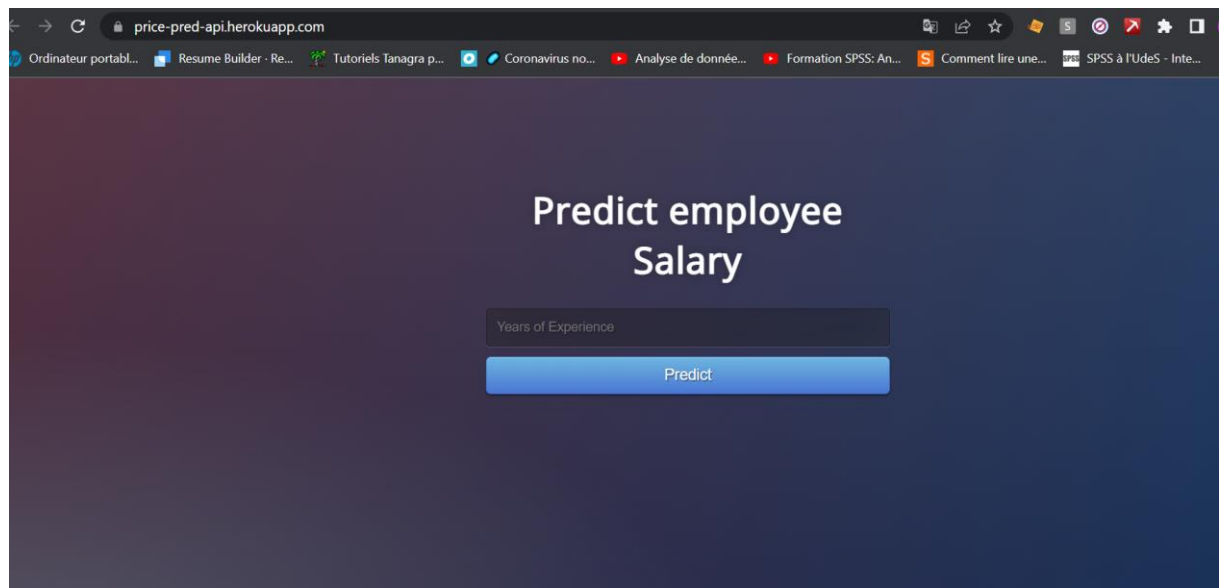 price-pred-api.herokuapp.com
Ordinateur portabl... Resume Builder · Re... Tutoriels Tanagra p... Coronavirus no... Analyse de donnée... Formation SPSS: An... S Comment lire une... SPSS SPSS à l'UdeS - Inte...
Predict employee
Salary
Years of Experience
Predict